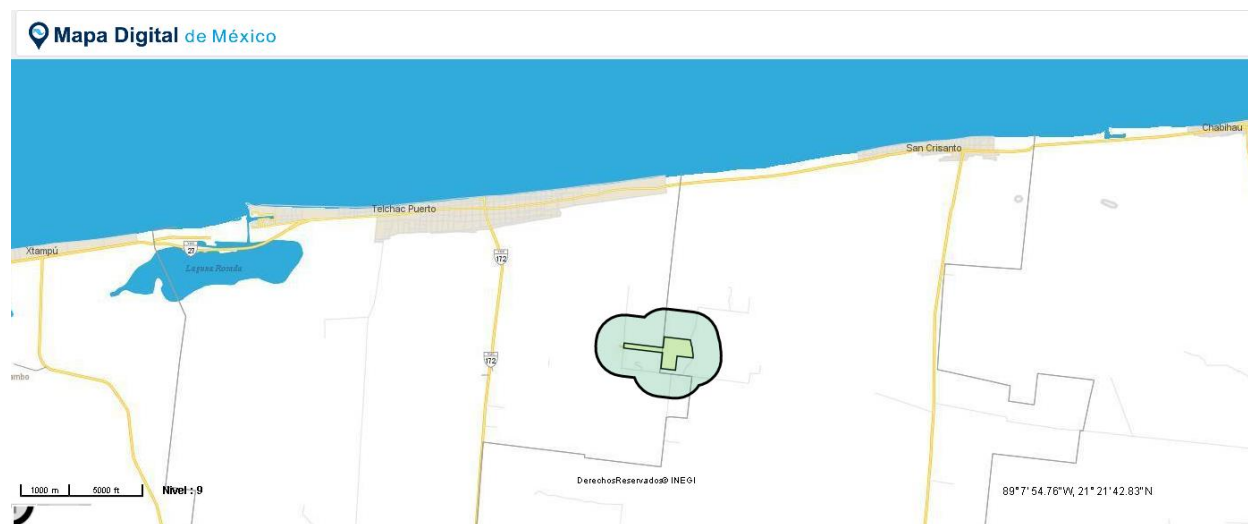 Mapa Digital de México
Chabihau
San Crisanto
Telchac Puerto
Xtampú
27
Laguna Rosada
172
172
ambo
DerechosReservados© INEGI
1000 m 5000 ft Nivel : 9
89°7'54.76"W, 21°21'42.83"N